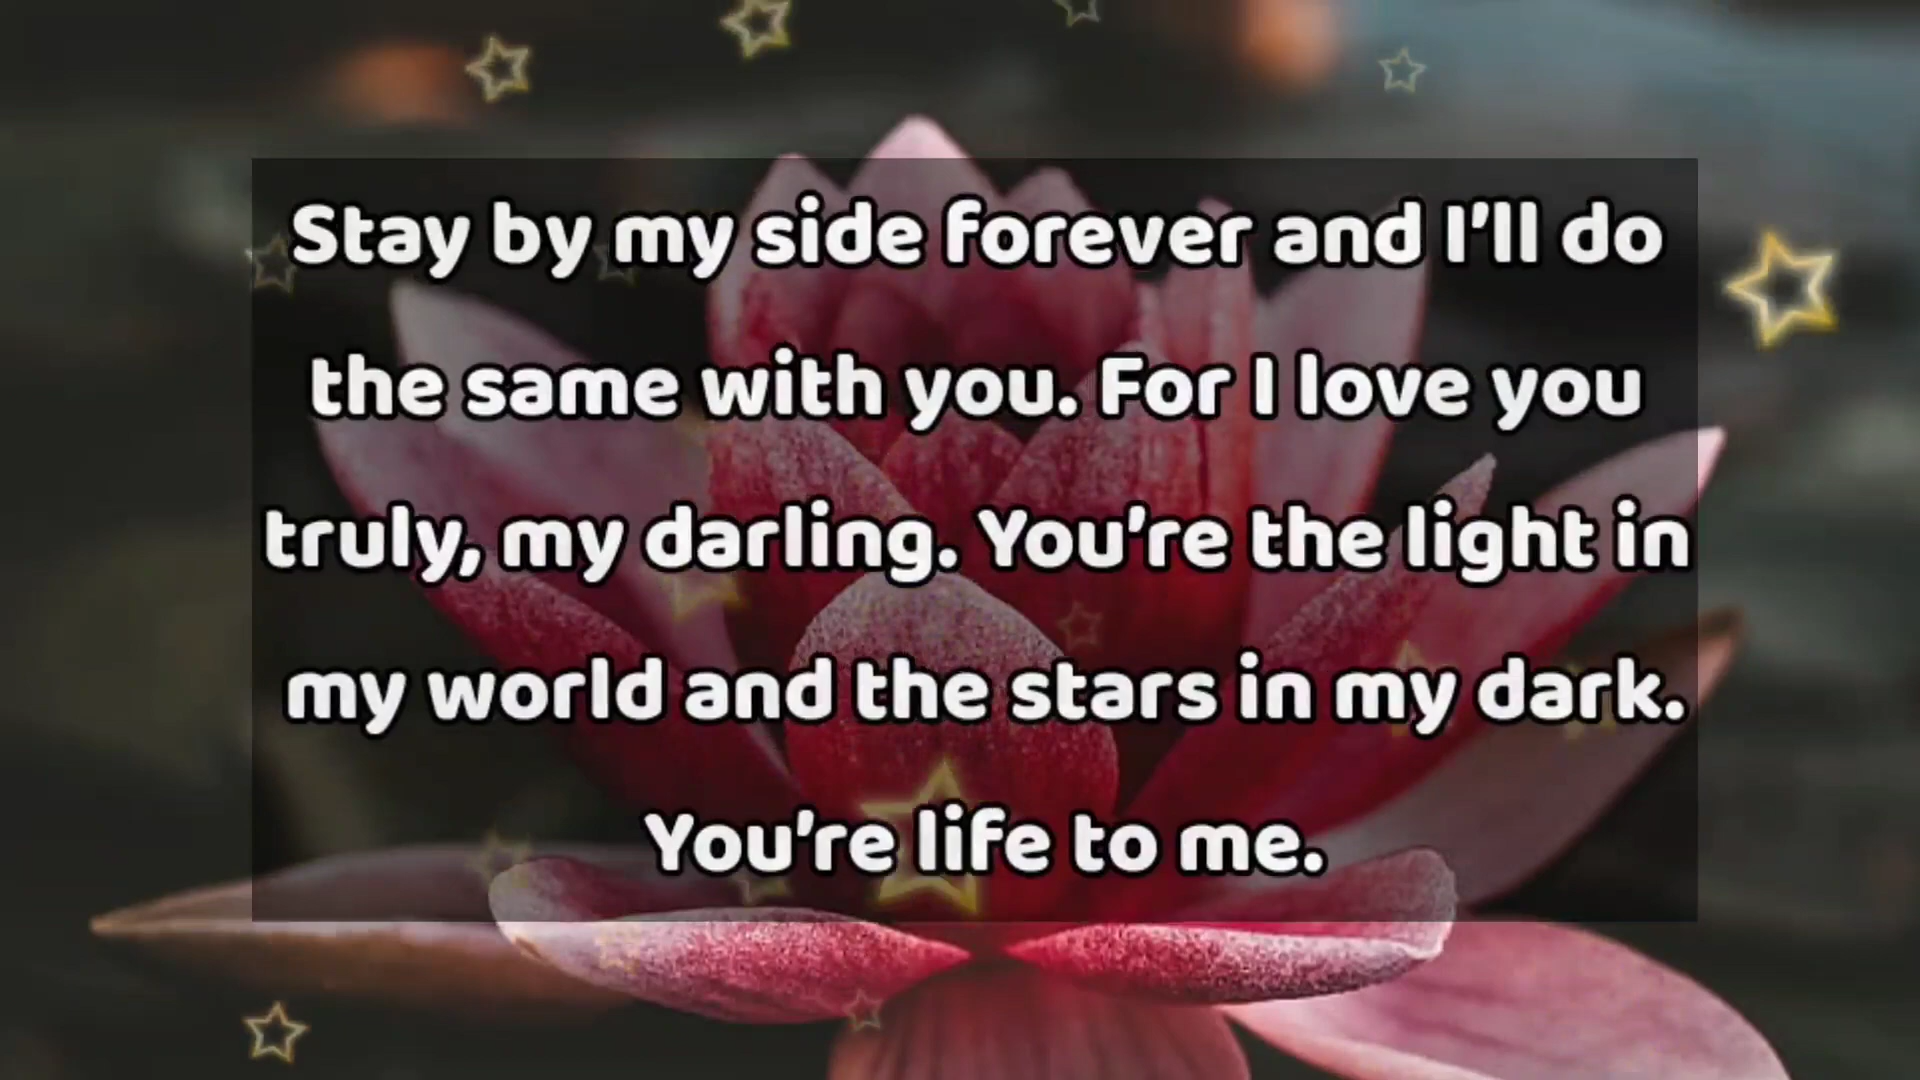 Stay by my side forever and I'll do
the same with you. For I love you
truly, my darling. You're the light in
my world and the stars in my dark.
You're life to me.